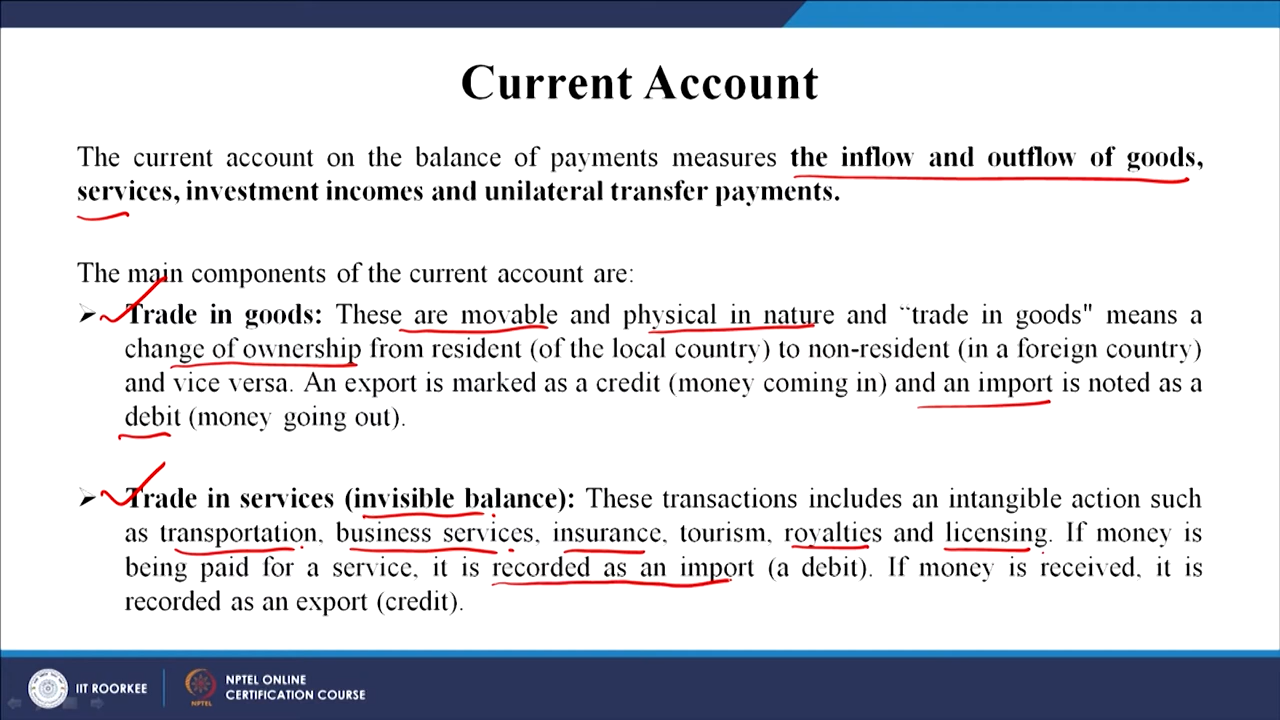 Current Account
The current account on the balance of payments measures the inflow and outflow of goods,
services, investment incomes and unilateral transfer payments.
The main components of the current account are:
➢ Trade in goods: These are movable and physical in nature and “trade in goods" means a
change of ownership from resident (of the local country) to non-resident (in a foreign country)
and vice versa. An export is marked as a credit (money coming in) and an import is noted as a
debit (money going out).
➢ Trade in services (invisible balance): These transactions includes an intangible action such
as transportation, business services, insurance, tourism, royalties and licensing. If money is
being paid for a service, it is recorded as an import (a debit). If money is received, it is
recorded as an export (credit).
IIT ROORKEE
NPTEL
NPTEL ONLINE
CERTIFICATION COURSE